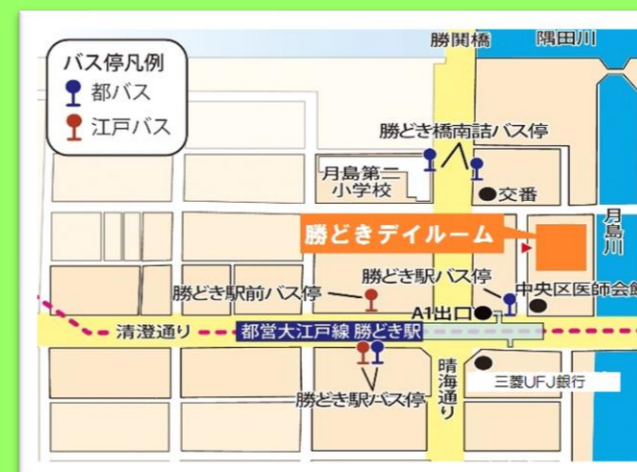 勝鬨橋
隅田川
バス停凡例
都バス
江戸バス
勝どき橋南詰バス停
月島第二
小学校
交番
勝どきデイルーム
月島川
勝どき駅バス停
勝どき駅前バス停
中央区医師会館
A1出口
清澄通り
都営大江戸線 勝どき駅
晴海通り
三菱UFJ銀行
勝どき駅バス停